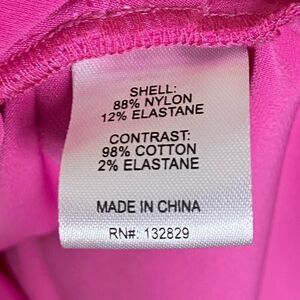 SHELL:
88% NYLON
12% ELASTANE
CONTRAST:
98% COTTON
2% ELASTANE
MADE IN CHINA
RN#: 132829